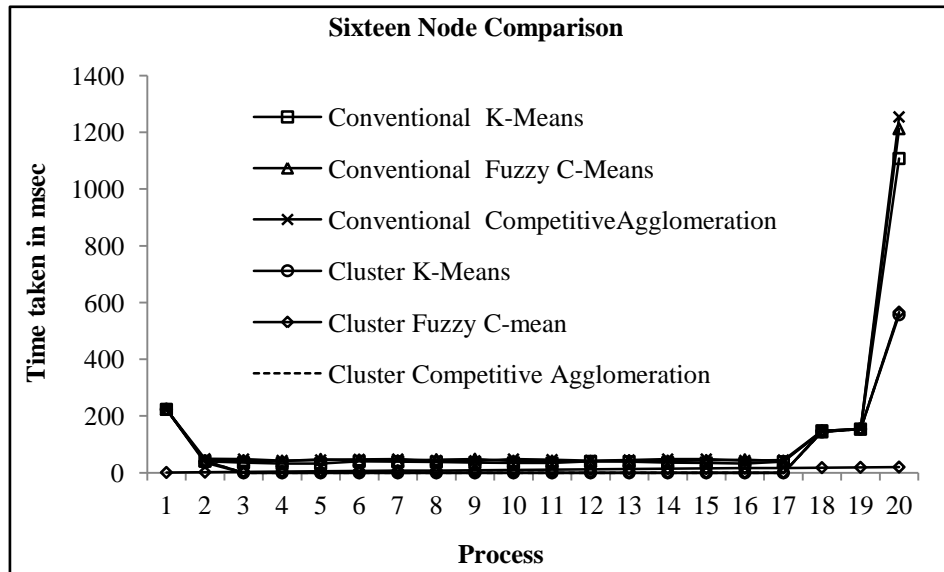 Sixteen Node Comparison
1400
1200
1000
800
600
400
200
0
Time taken in msec
Conventional K-Means
Conventional Fuzzy C-Means
Conventional CompetitiveAgglomeration
Cluster K-Means
Cluster Fuzzy C-mean
Cluster Competitive Agglomeration
1 2 3 4 5 6 7 8 9 10 11 12 13 14 15 16 17 18 19 20
Process